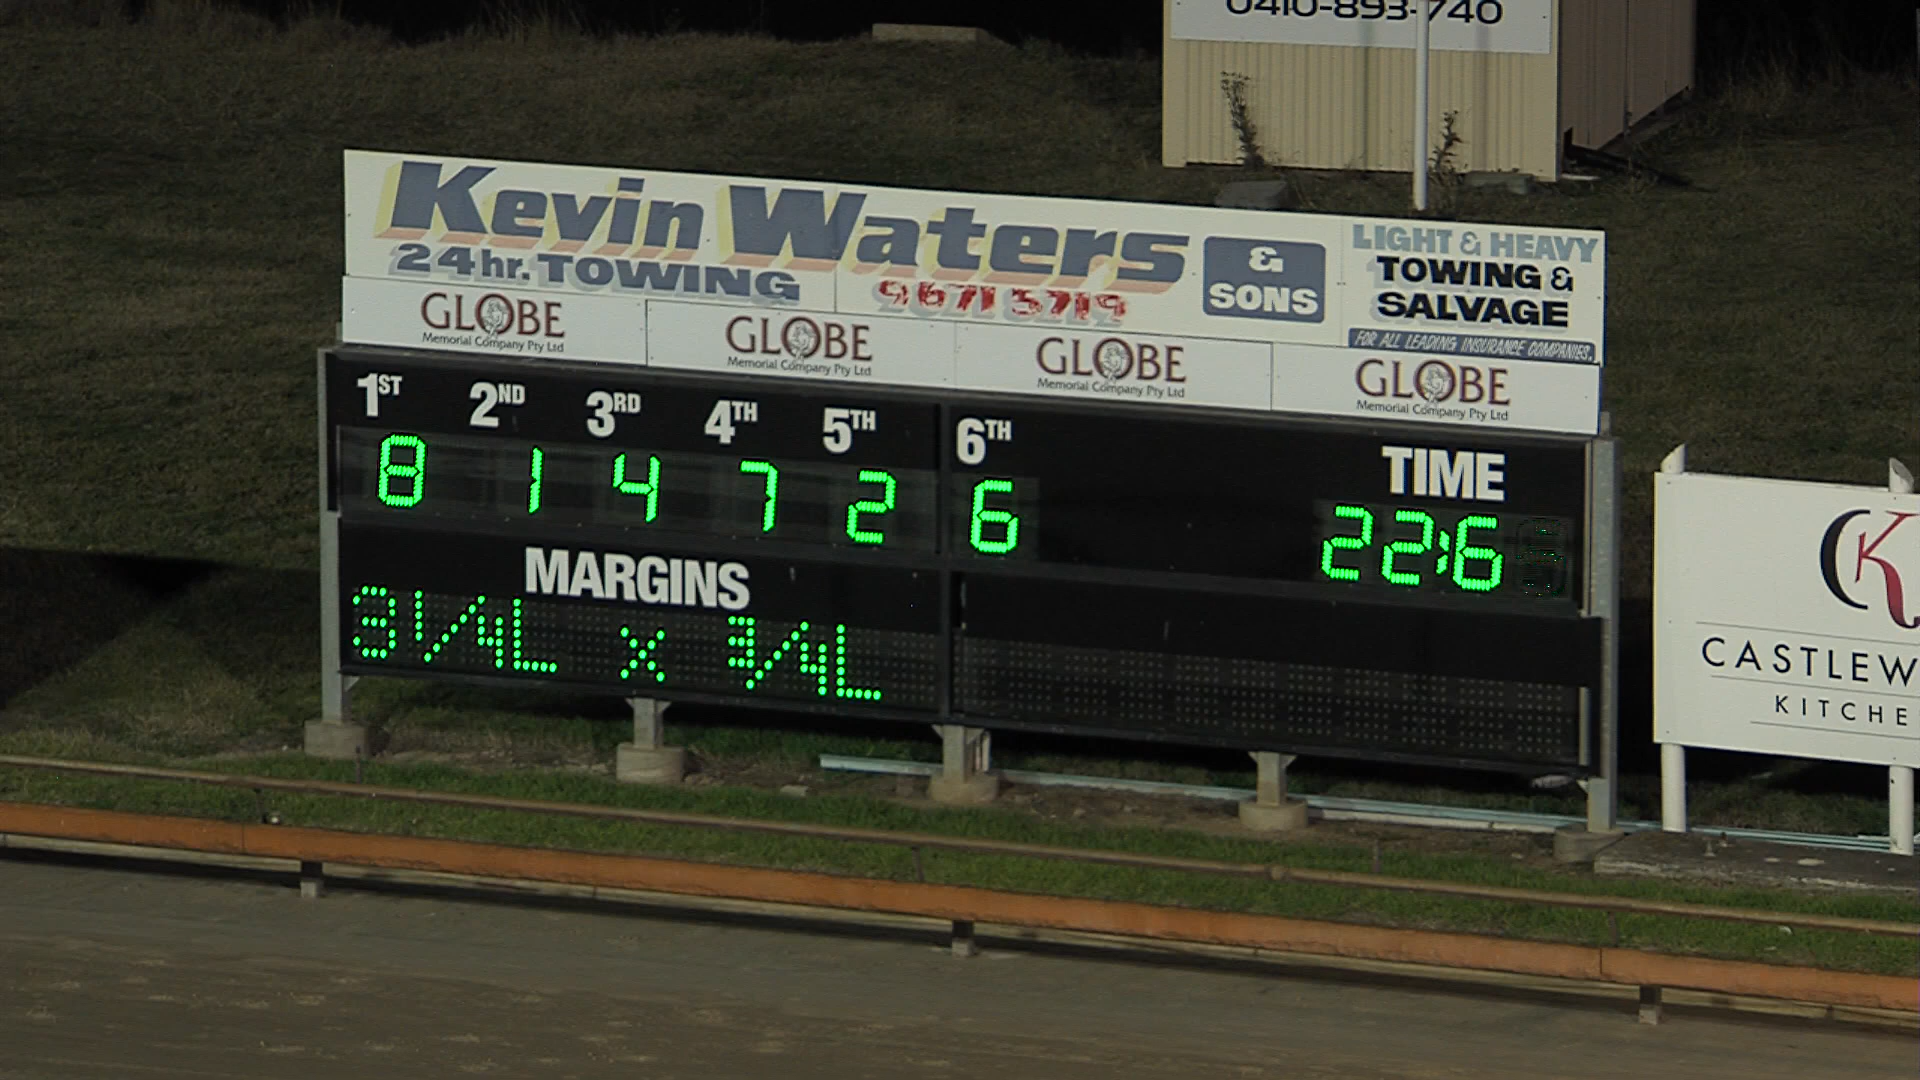 0410-893-740
Kevin Waters & SONS
24hr. TOWING
9 671 5719
LIGHT & HEAVY
TOWING &
SALVAGE
FOR ALL LEADING INSURANCE COMPANIES.
GLOBE
Memorial Company Pty Ltd
GLOBE
Memorial Company Pty Ltd
GLOBE
Memorial Company Pty Ltd
GLOBE
Memorial Company Pty Ltd
1ST 2ND 3RD 4TH 5TH 6TH TIME
8 1 4 7 2 6 22:6
MARGINS
3 1/4L x 3/4L
CK
CASTLEW
KITCHE